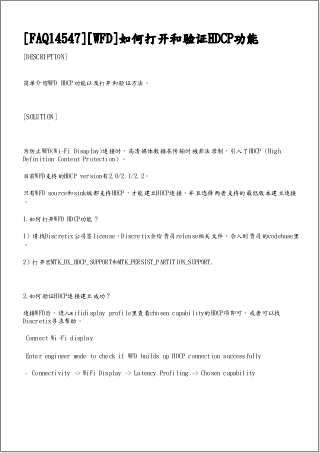 [FAQ14547][WFD]如何打开和验证HDCP功能
[DESCRIPTION]
简单介绍WFD HDCP功能以及打开和验证方法。
[SOLUTION]
为防止WFD(Wi-Fi Display)连接时，高清媒体数据在传输时被非法录制，引入了HDCP (High
Definition Content Protection)。
目前WFD支持的HDCP version有2.0/2.1/2.2。
只有WFD source和sink端都支持HDCP，才能建立HDCP连接，并且选择两者支持的最低版本建立连接
。
1.如何打开WFD HDCP功能？
1) 请找Discretix公司签license，Discretix会给贵司release相关文件，合入到贵司的codebase里
。
2) 打开宏MTK_DX_HDCP_SUPPORT和MTK_PERSIST_PARTITION_SUPPORT.
2.如何验证HDCP连接建立成功？
连接WFD后，进入wifidisplay profile里查看chosen capability的HDCP项即可，或者可以找
Discretix寻求帮助。
Connect Wi-Fi display
Enter engineer mode to check if WFD builds up HDCP connection successfully
– Connectivity -> WiFi Display -> Latency Profiling -> Chosen capability